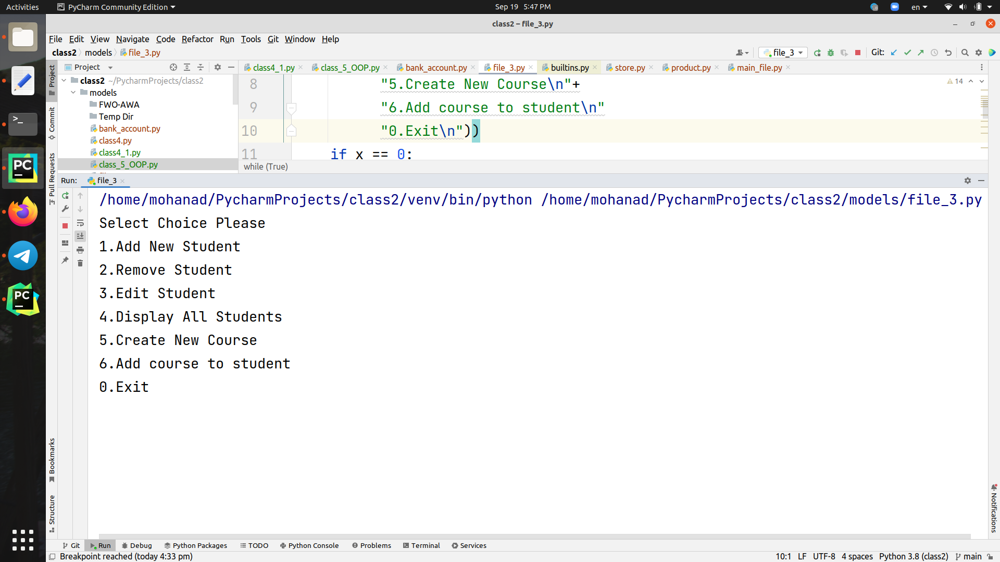 Activities
PyCharm Community Edition
Sep 19 5:47 PM
en
class2 – file_3.py
File Edit View Navigate Code Refactor Run Tools Git Window Help
class2 models file_3.py
file_3
Git:
Project
class4_1.py class_5_OOP.py bank_account.py file_3.py builtins.py store.py product.py main_file.py
class2 ~/PycharmProjects/class2
models
FWO-AWA
Temp Dir
bank_account.py
class4.py
class4_1.py
class_5_OOP.py
8 "5.Create New Course\n"+
9 "6.Add course to student\n"
10 "0.Exit\n"))
11 if x == 0:
14
while (True)
Project
Commit
Pull Requests
Bookmarks
Structure
Notifications
Run: file_3
/home/mohanad/PycharmProjects/class2/venv/bin/python /home/mohanad/PycharmProjects/class2/models/file_3.py
Select Choice Please
1.Add New Student
2.Remove Student
3.Edit Student
4.Display All Students
5.Create New Course
6.Add course to student
0.Exit
Git Run Debug Python Packages TODO Python Console Problems Terminal Services
Breakpoint reached (today 4:33 pm)
10:1 LF UTF-8 4 spaces Python 3.8 (class2) main
PC
PC